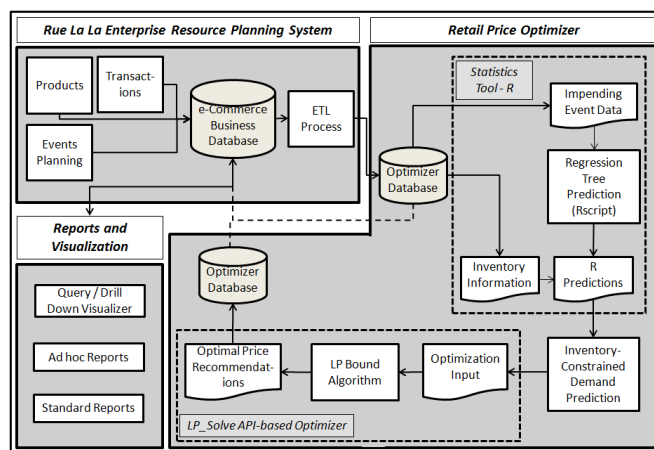 Rue La La Enterprise Resource Planning System
Retail Price Optimizer
Products
Transact-
ions
Events
Planning
e-Commerce
Business
Database
ETL
Process
Statistics
Tool - R
Impending
Event Data
Optimizer
Database
Regression
Tree
Prediction
(Rscript)
Inventory
Information
R
Predictions
Reports and
Visualization
Query / Drill
Down Visualizer
Ad hoc Reports
Standard Reports
Optimizer
Database
Optimal Price
Recommendat-
ions
LP Bound
Algorithm
Optimization
Input
Inventory-
Constrained
Demand
Prediction
LP_Solve API-based Optimizer